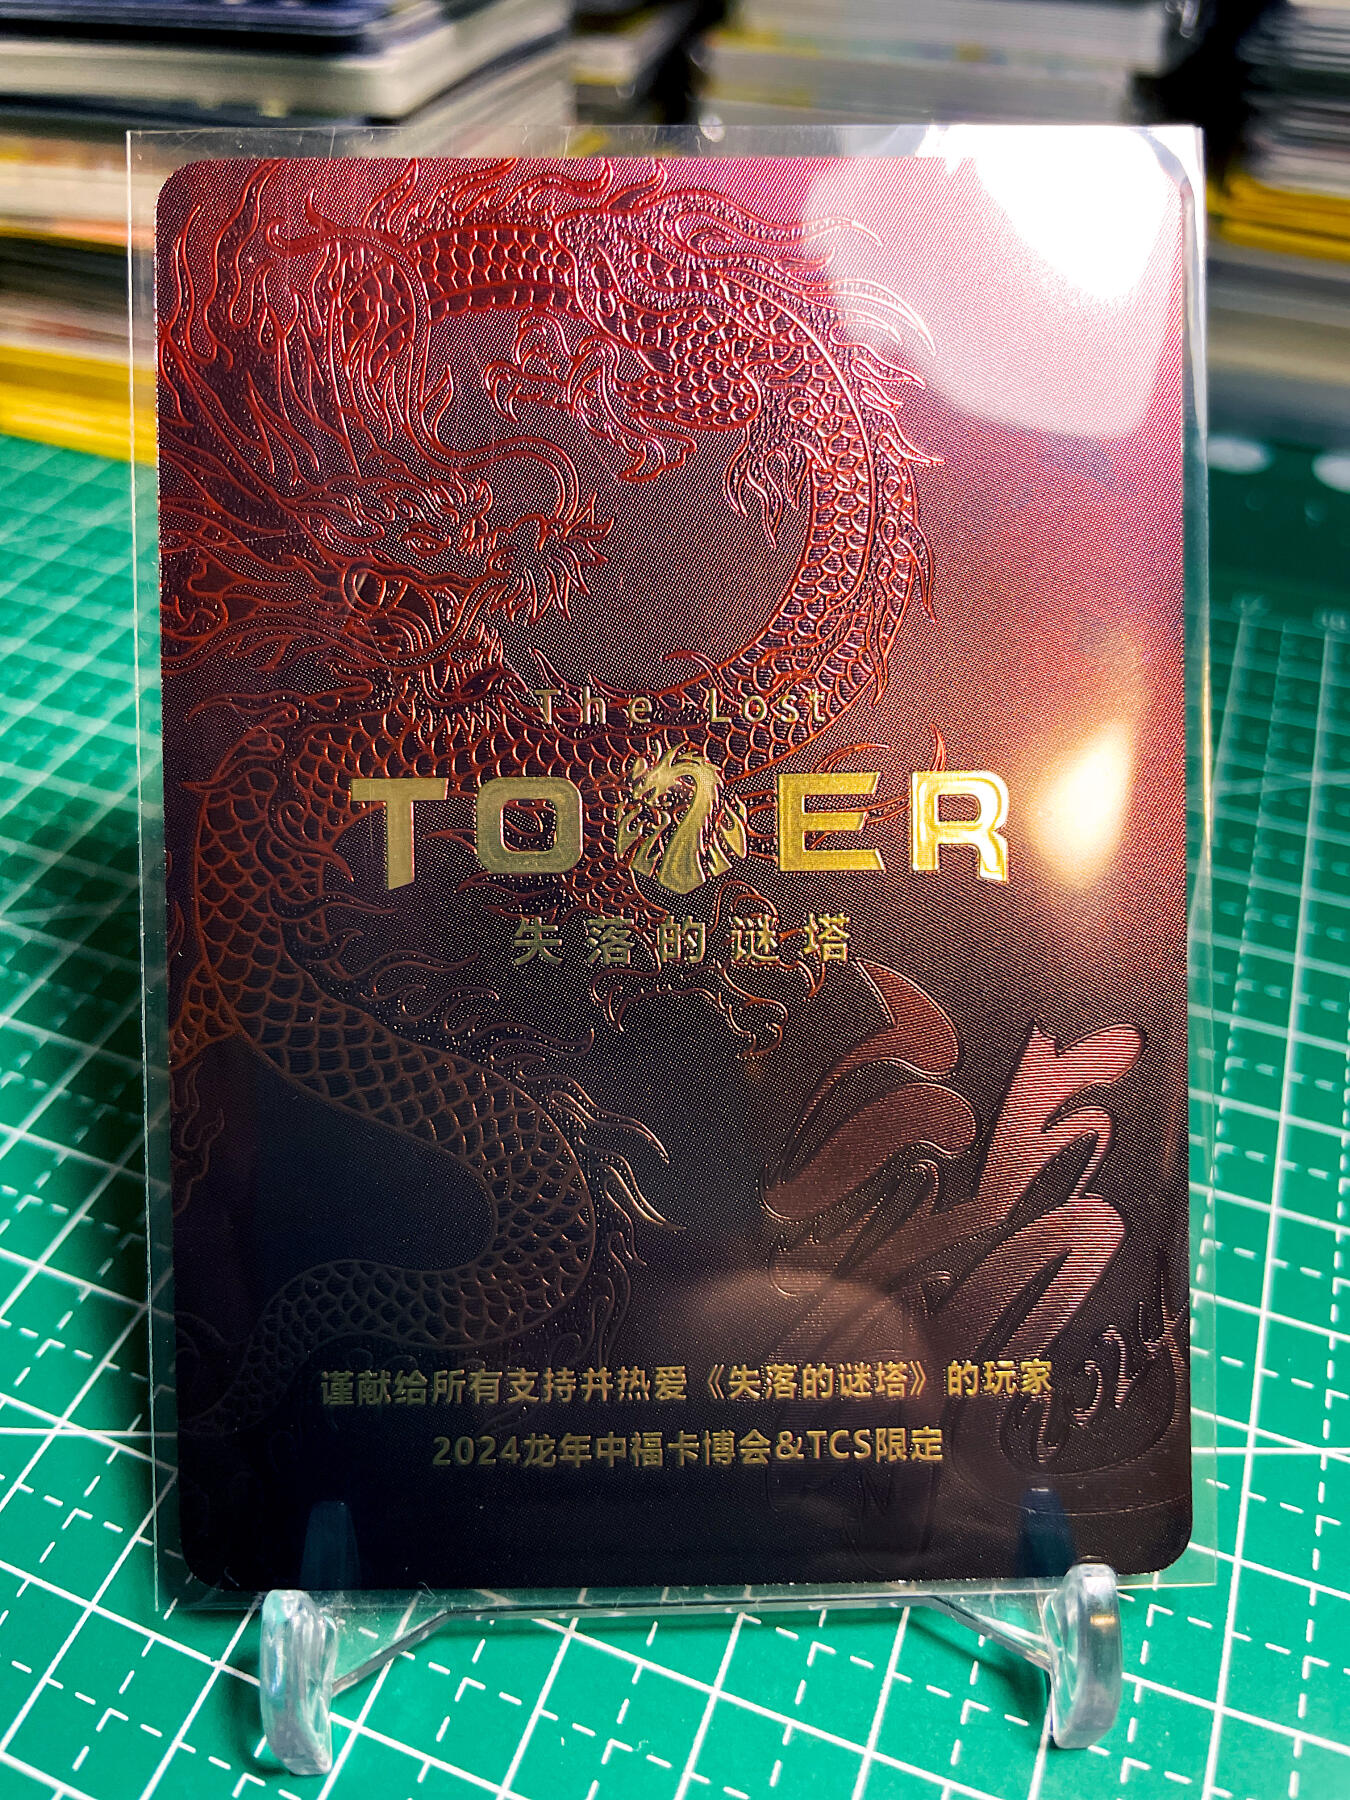 The Lost
TOWER
失落的谜塔
谨献给所有支持并热爱《失落的谜塔》的玩家
2024龙年中福卡博会&TCS限定
2024